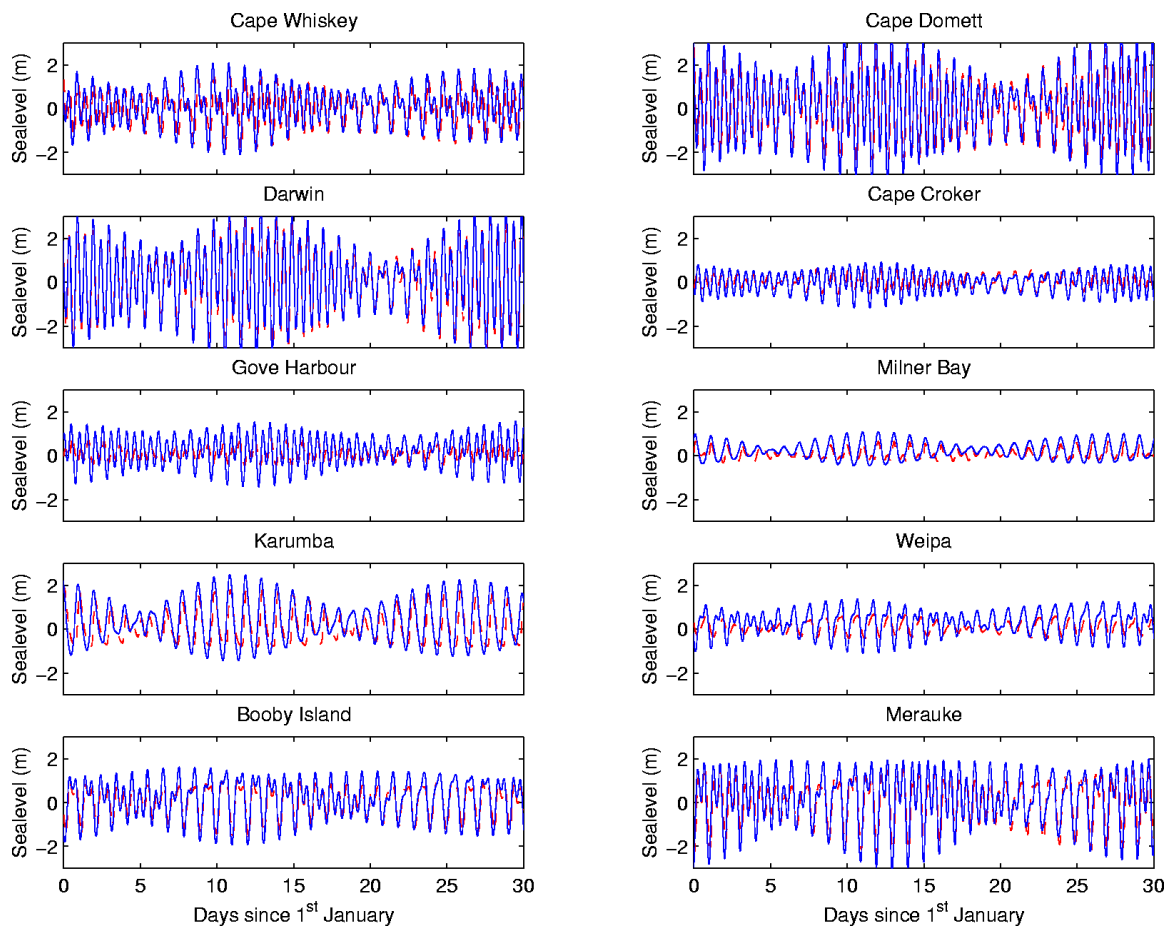 Cape Whiskey
Sealevel (m)
2
0
−2
Cape Domett
Sealevel (m)
2
0
−2
Darwin
Sealevel (m)
2
0
−2
Cape Croker
Sealevel (m)
2
0
−2
Gove Harbour
Sealevel (m)
2
0
−2
Milner Bay
Sealevel (m)
2
0
−2
Karumba
Sealevel (m)
2
0
−2
Weipa
Sealevel (m)
2
0
−2
Booby Island
Sealevel (m)
2
0
−2
0 5 10 15 20 25 30
Days since 1st January
Merauke
Sealevel (m)
2
0
−2
0 5 10 15 20 25 30
Days since 1st January